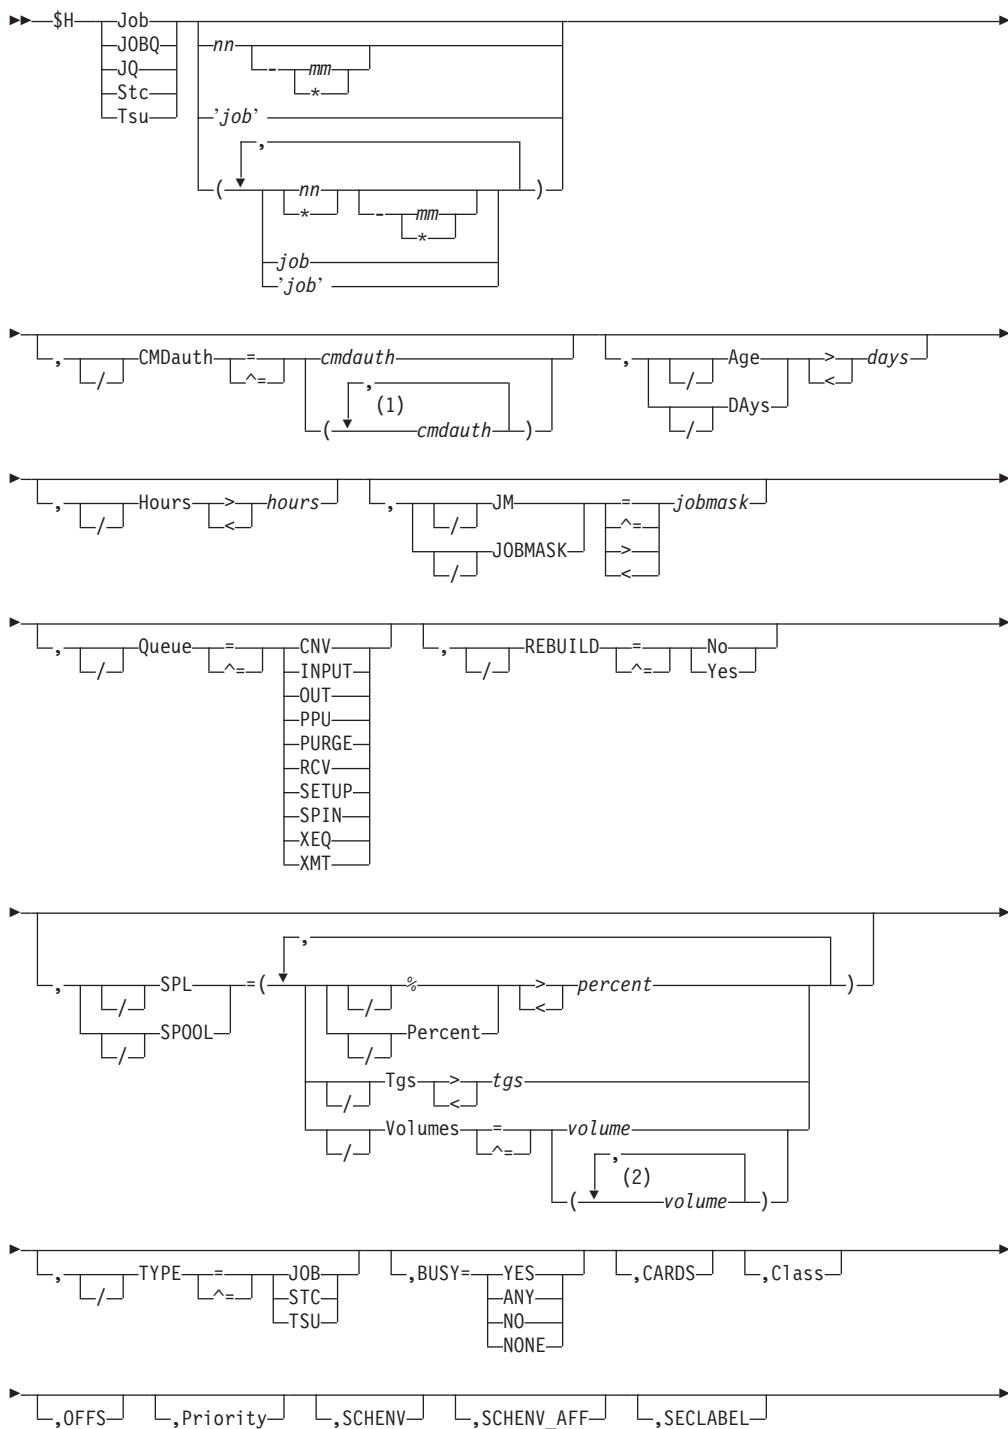 $H Job
JOBQ
JQ
Stc
Tsu
nn
- mm
*
'job'
,
( nn - mm )
* *
job
'job'
, / CMDauth = cmdauth
^=
, (1)
( cmdauth )
, / Age > days
<
/ DAys
, / Hours > hours
<
, / JM = jobmask
^=
/ JOBMASK >
<
, / Queue = CNV
^= INPUT
OUT
PPU
PURGE
RCV
SETUP
SPIN
XEQ
XMT
, / REBUILD = No
^= Yes
,
, / SPL =( / % > percent )
/ SPOOL <
/ Percent
/ Tgs > tgs
<
/ Volumes = volume
^=
, (2)
( volume )
, / TYPE = JOB
^= STC
TSU
,BUSY= YES
ANY
NO
NONE
,CARDS ,Class
,OFFS ,Priority ,SCHENV ,SCHENV_AFF ,SECLABEL